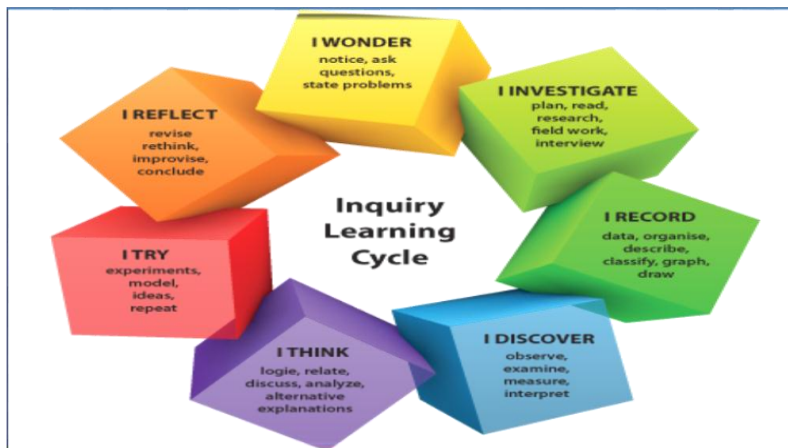 I WONDER
notice, ask
questions,
state problems
I INVESTIGATE
plan, read,
research,
field work,
interview
I RECORD
data, organise,
describe,
classify, graph,
draw
I DISCOVER
observe,
examine,
measure,
interpret
I THINK
logie, relate,
discuss, analyze,
alternative
explanations
I TRY
experiments,
model,
ideas,
repeat
I REFLECT
revise
rethink,
improvise,
conclude
Inquiry
Learning
Cycle